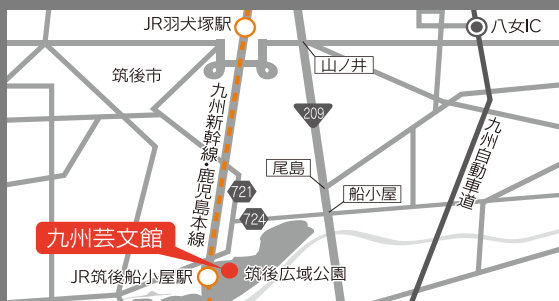 JR羽犬塚駅
八女IC
山ノ井
筑後市
209
九州新幹線・鹿児島本線
九州自動車道
尾島
721
船小屋
724
九州芸文館
JR筑後船小屋駅
筑後広域公園